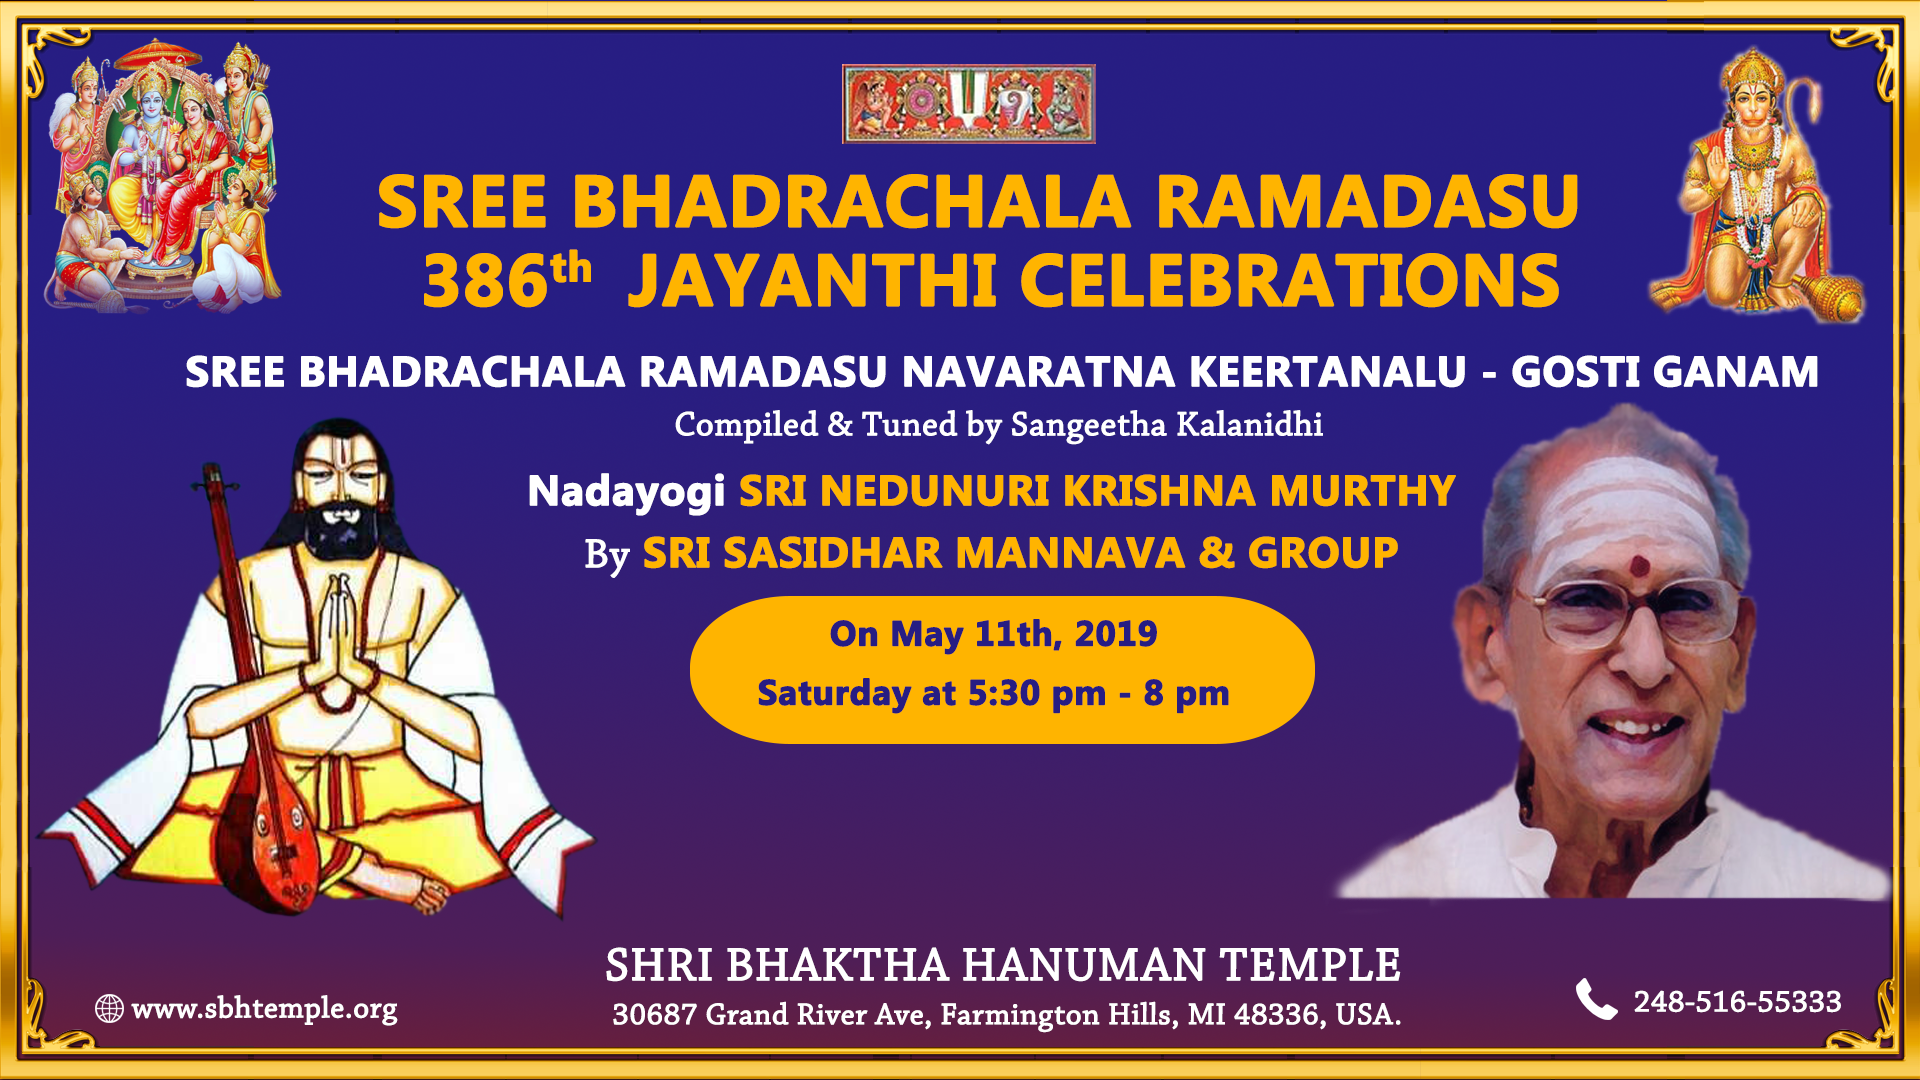 SREE BHADRACHALA RAMADASU
386th JAYANTHI CELEBRATIONS
SREE BHADRACHALA RAMADASU NAVARATNA KEERTANALU - GOSTI GANAM
Compiled & Tuned by Sangeetha Kalanidhi
Nadayogi SRI NEDUNURI KRISHNA MURTHY
By SRI SASIDHAR MANNAVA & GROUP
On May 11th, 2019
Saturday at 5:30 pm - 8 pm
SHRI BHAKTHA HANUMAN TEMPLE
30687 Grand River Ave, Farmington Hills, MI 48336, USA.
www.sbhtemple.org
248-516-55333